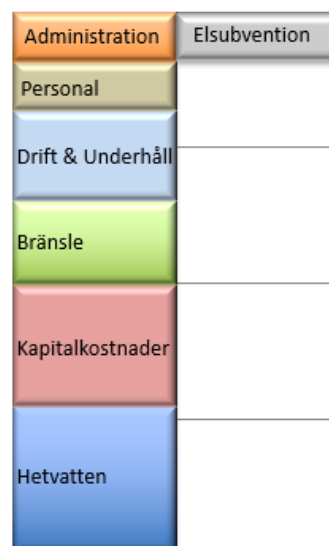 Administration
Elsubvention
Personal
Drift & Underhåll
Bränsle
Kapitalkostnader
Hetvatten